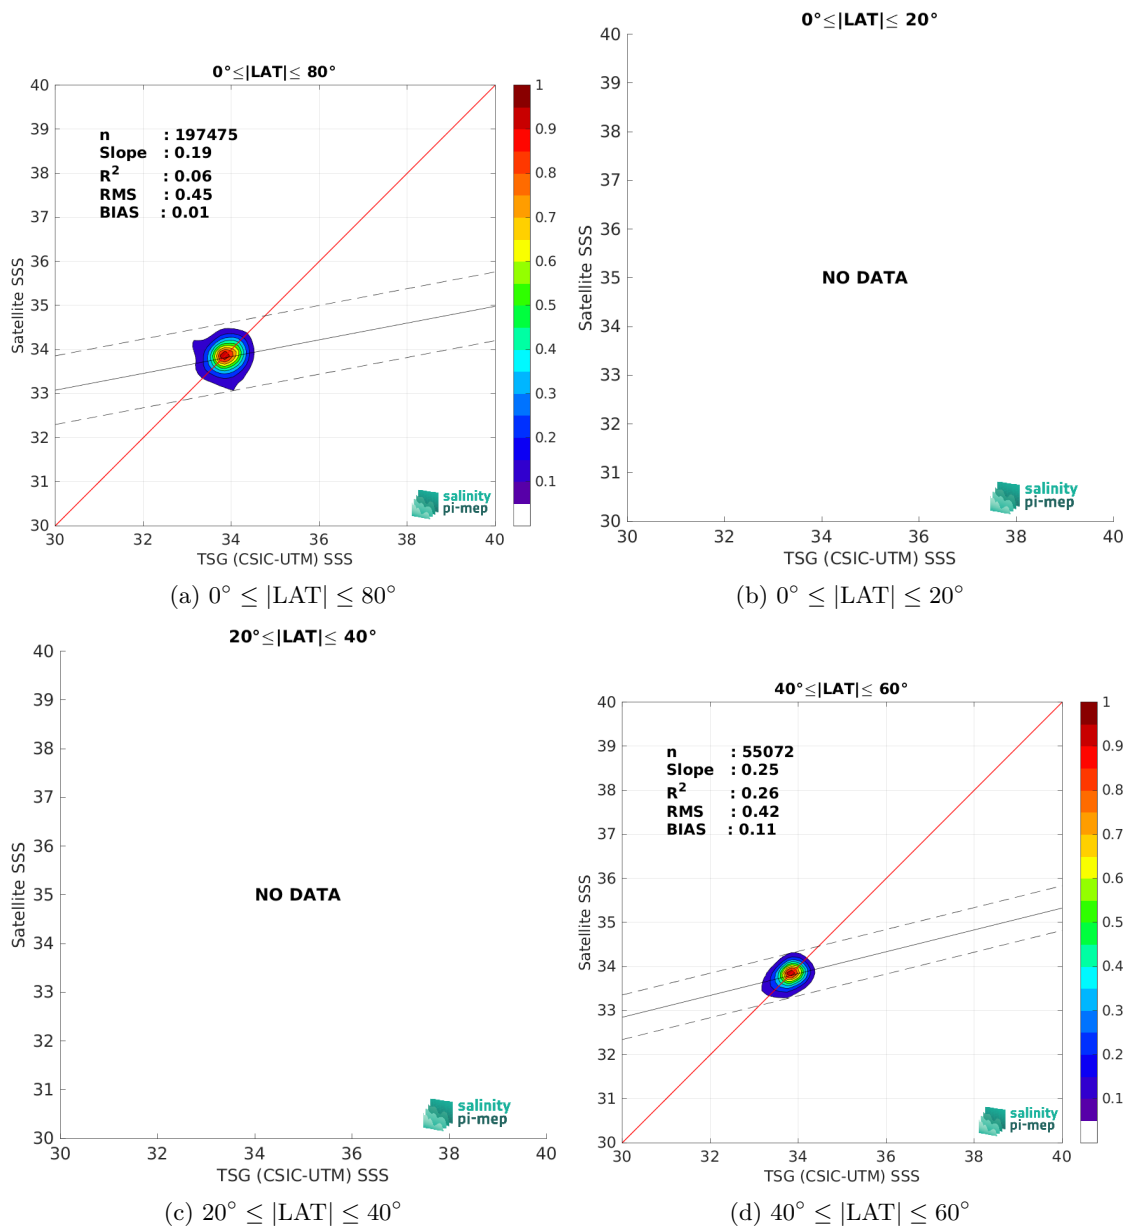 0°≤|LAT|≤ 80°
40
39
38
37
36
35
34
33
32
31
30
Satellite SSS
n : 197475
Slope : 0.19
R² : 0.06
RMS : 0.45
BIAS : 0.01
salinity
pi-mep
30 32 34 36 38 40
TSG (CSIC-UTM) SSS
1
0.9
0.8
0.7
0.6
0.5
0.4
0.3
0.2
0.1
(a) 0° ≤ |LAT| ≤ 80°
0°≤|LAT|≤ 20°
40
39
38
37
36
35
34
33
32
31
30
Satellite SSS
NO DATA
salinity
pi-mep
30 32 34 36 38 40
TSG (CSIC-UTM) SSS
(b) 0° ≤ |LAT| ≤ 20°
20°≤|LAT|≤ 40°
40
39
38
37
36
35
34
33
32
31
30
Satellite SSS
NO DATA
salinity
pi-mep
30 32 34 36 38 40
TSG (CSIC-UTM) SSS
(c) 20° ≤ |LAT| ≤ 40°
40°≤|LAT|≤ 60°
40
39
38
37
36
35
34
33
32
31
30
Satellite SSS
n : 55072
Slope : 0.25
R² : 0.26
RMS : 0.42
BIAS : 0.11
salinity
pi-mep
30 32 34 36 38 40
TSG (CSIC-UTM) SSS
1
0.9
0.8
0.7
0.6
0.5
0.4
0.3
0.2
0.1
(d) 40° ≤ |LAT| ≤ 60°